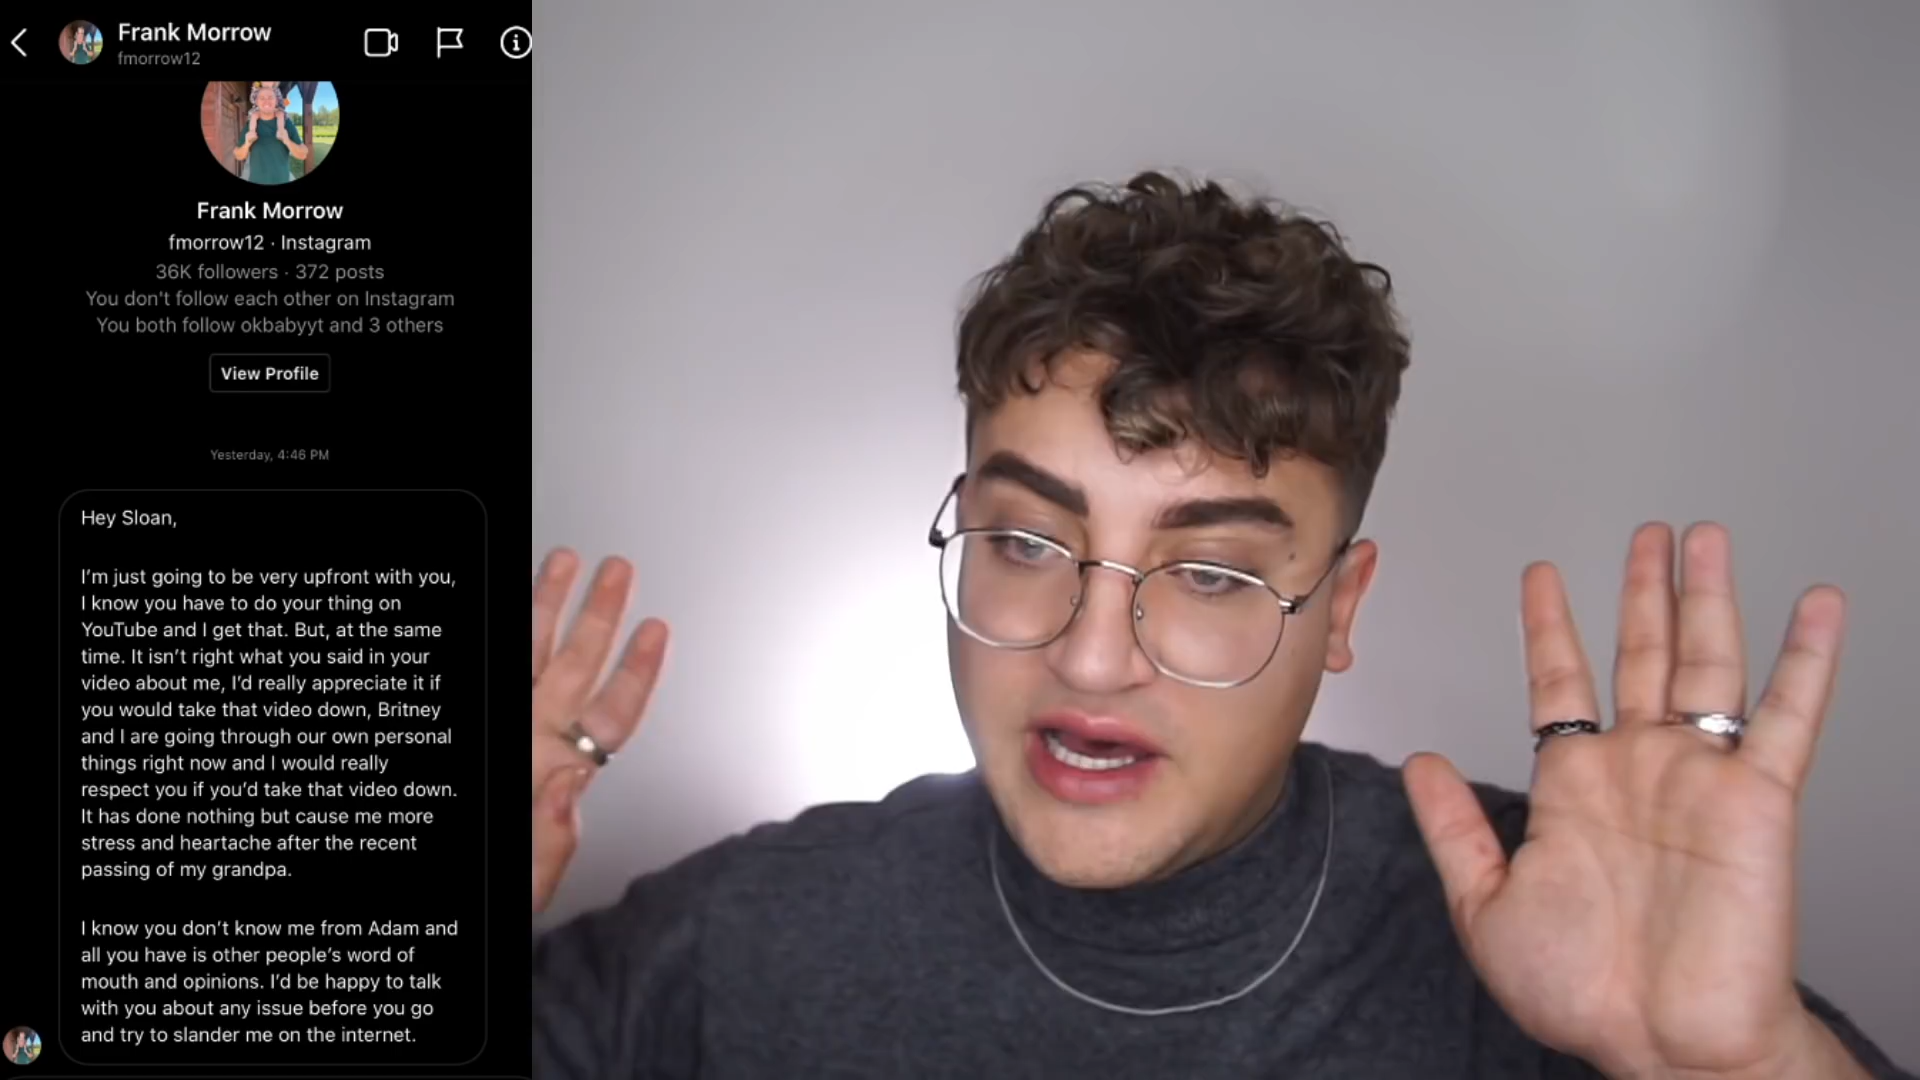 Frank Morrow
fmorrow12
Frank Morrow
fmorrow12 · Instagram
36K followers · 372 posts
You don't follow each other on Instagram
You both follow okbabyyt and 3 others
View Profile
Yesterday, 4:46 PM
Hey Sloan,
I'm just going to be very upfront with you,
I know you have to do your thing on
YouTube and I get that. But, at the same
time. It isn't right what you said in your
video about me, I'd really appreciate it if
you would take that video down, Britney
and I are going through our own personal
things right now and I would really
respect you if you'd take that video down.
It has done nothing but cause me more
stress and heartache after the recent
passing of my grandpa.
I know you don't know me from Adam and
all you have is other people's word of
mouth and opinions. I'd be happy to talk
with you about any issue before you go
and try to slander me on the internet.